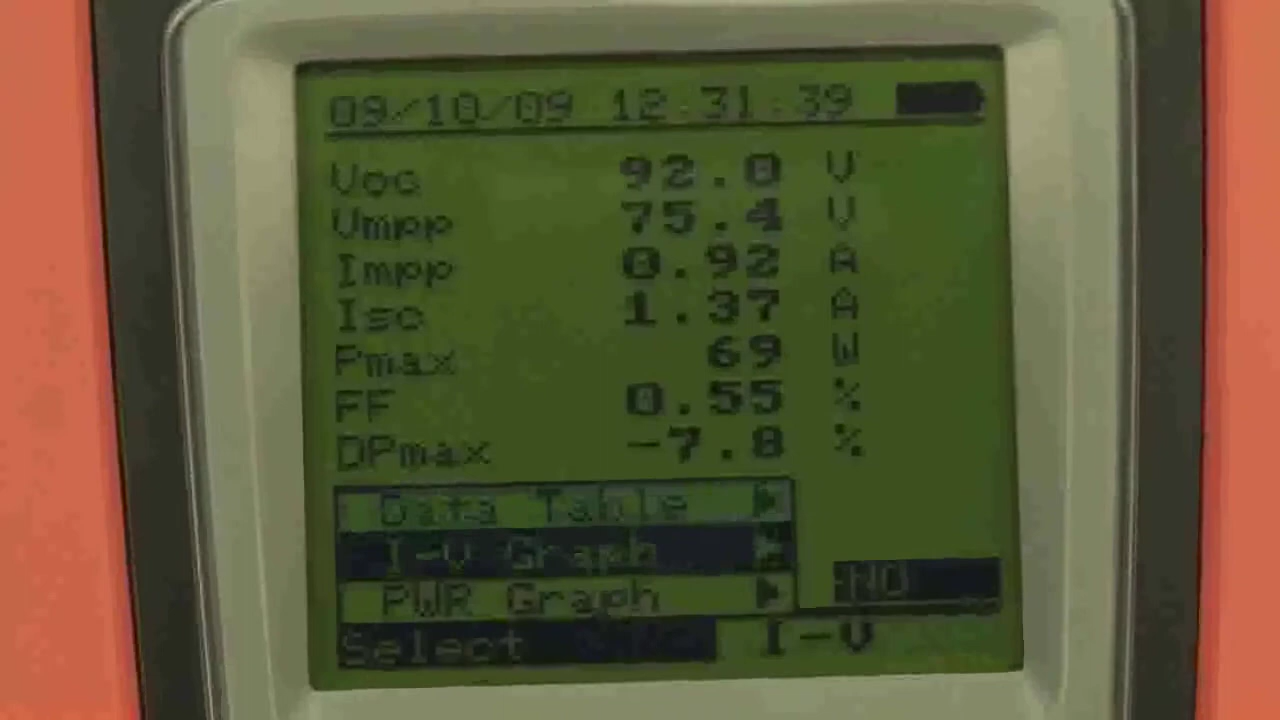 09/10/09 12:31:39
Voc 92.0 V
Vmpp 75.4 V
Impp 0.92 A
Isc 1.37 A
Pmax 69 W
FF 0.55 %
DPmax -7.8 %
Data Table
I-V Graph
PWR Graph
NO
Select I-V